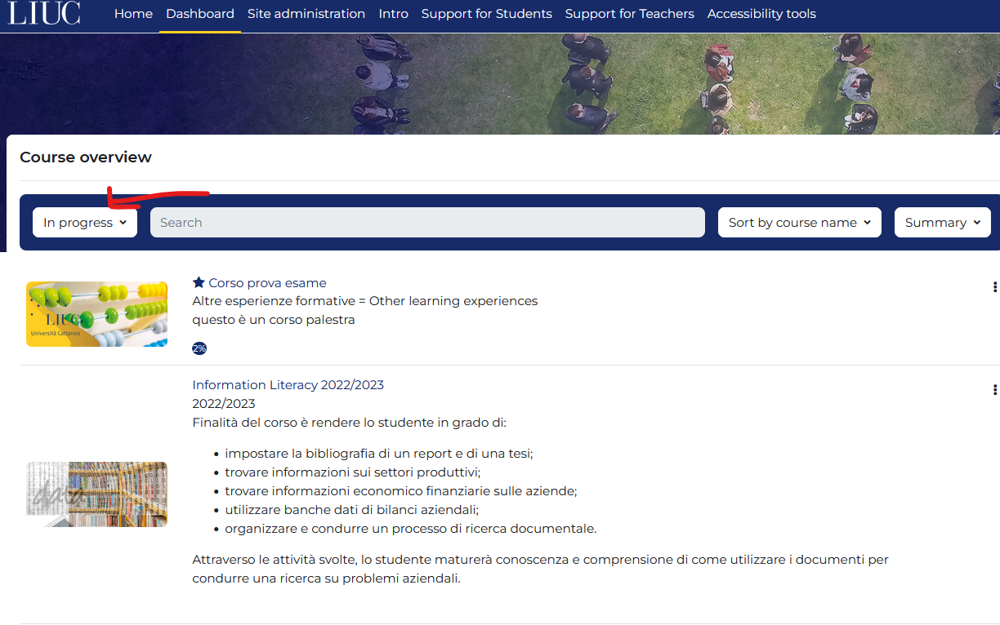 LIUC Home Dashboard Site administration Intro Support for Students Support for Teachers Accessibility tools
Course overview
In progress Search Sort by course name Summary
Corso prova esame
Altre esperienze formative = Other learning experiences
questo è un corso palestra
LIUC
Università Cattaneo
2%
Information Literacy 2022/2023
2022/2023
Finalità del corso è rendere lo studente in grado di:
• impostare la bibliografia di un report e di una tesi;
• trovare informazioni sui settori produttivi;
• trovare informazioni economico finanziarie sulle aziende;
• utilizzare banche dati di bilanci aziendali;
• organizzare e condurre un processo di ricerca documentale.
data
Attraverso le attività svolte, lo studente maturerà conoscenza e comprensione di come utilizzare i documenti per
condurre una ricerca su problemi aziendali.